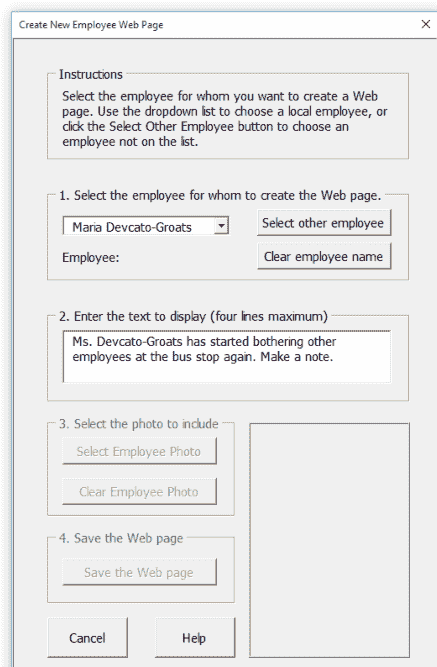 Create New Employee Web Page
Instructions
Select the employee for whom you want to create a Web
page. Use the dropdown list to choose a local employee, or
click the Select Other Employee button to choose an
employee not on the list.
1. Select the employee for whom to create the Web page.
Maria Devcato-Groats
Select other employee
Employee:
Clear employee name
2. Enter the text to display (four lines maximum)
Ms. Devcato-Groats has started bothering other
employees at the bus stop again. Make a note.
3. Select the photo to include
Select Employee Photo
Clear Employee Photo
4. Save the Web page
Save the Web page
Cancel
Help